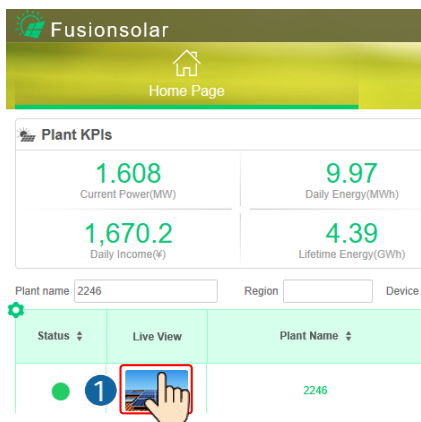 Fusionsolar
Home Page
Plant KPIs
1.608
Current Power(MW)
9.97
Daily Energy(MWh)
1,670.2
Daily Income(¥)
4.39
Lifetime Energy(GWh)
Plant name 2246 Region Device
Status Live View Plant Name
1 2246